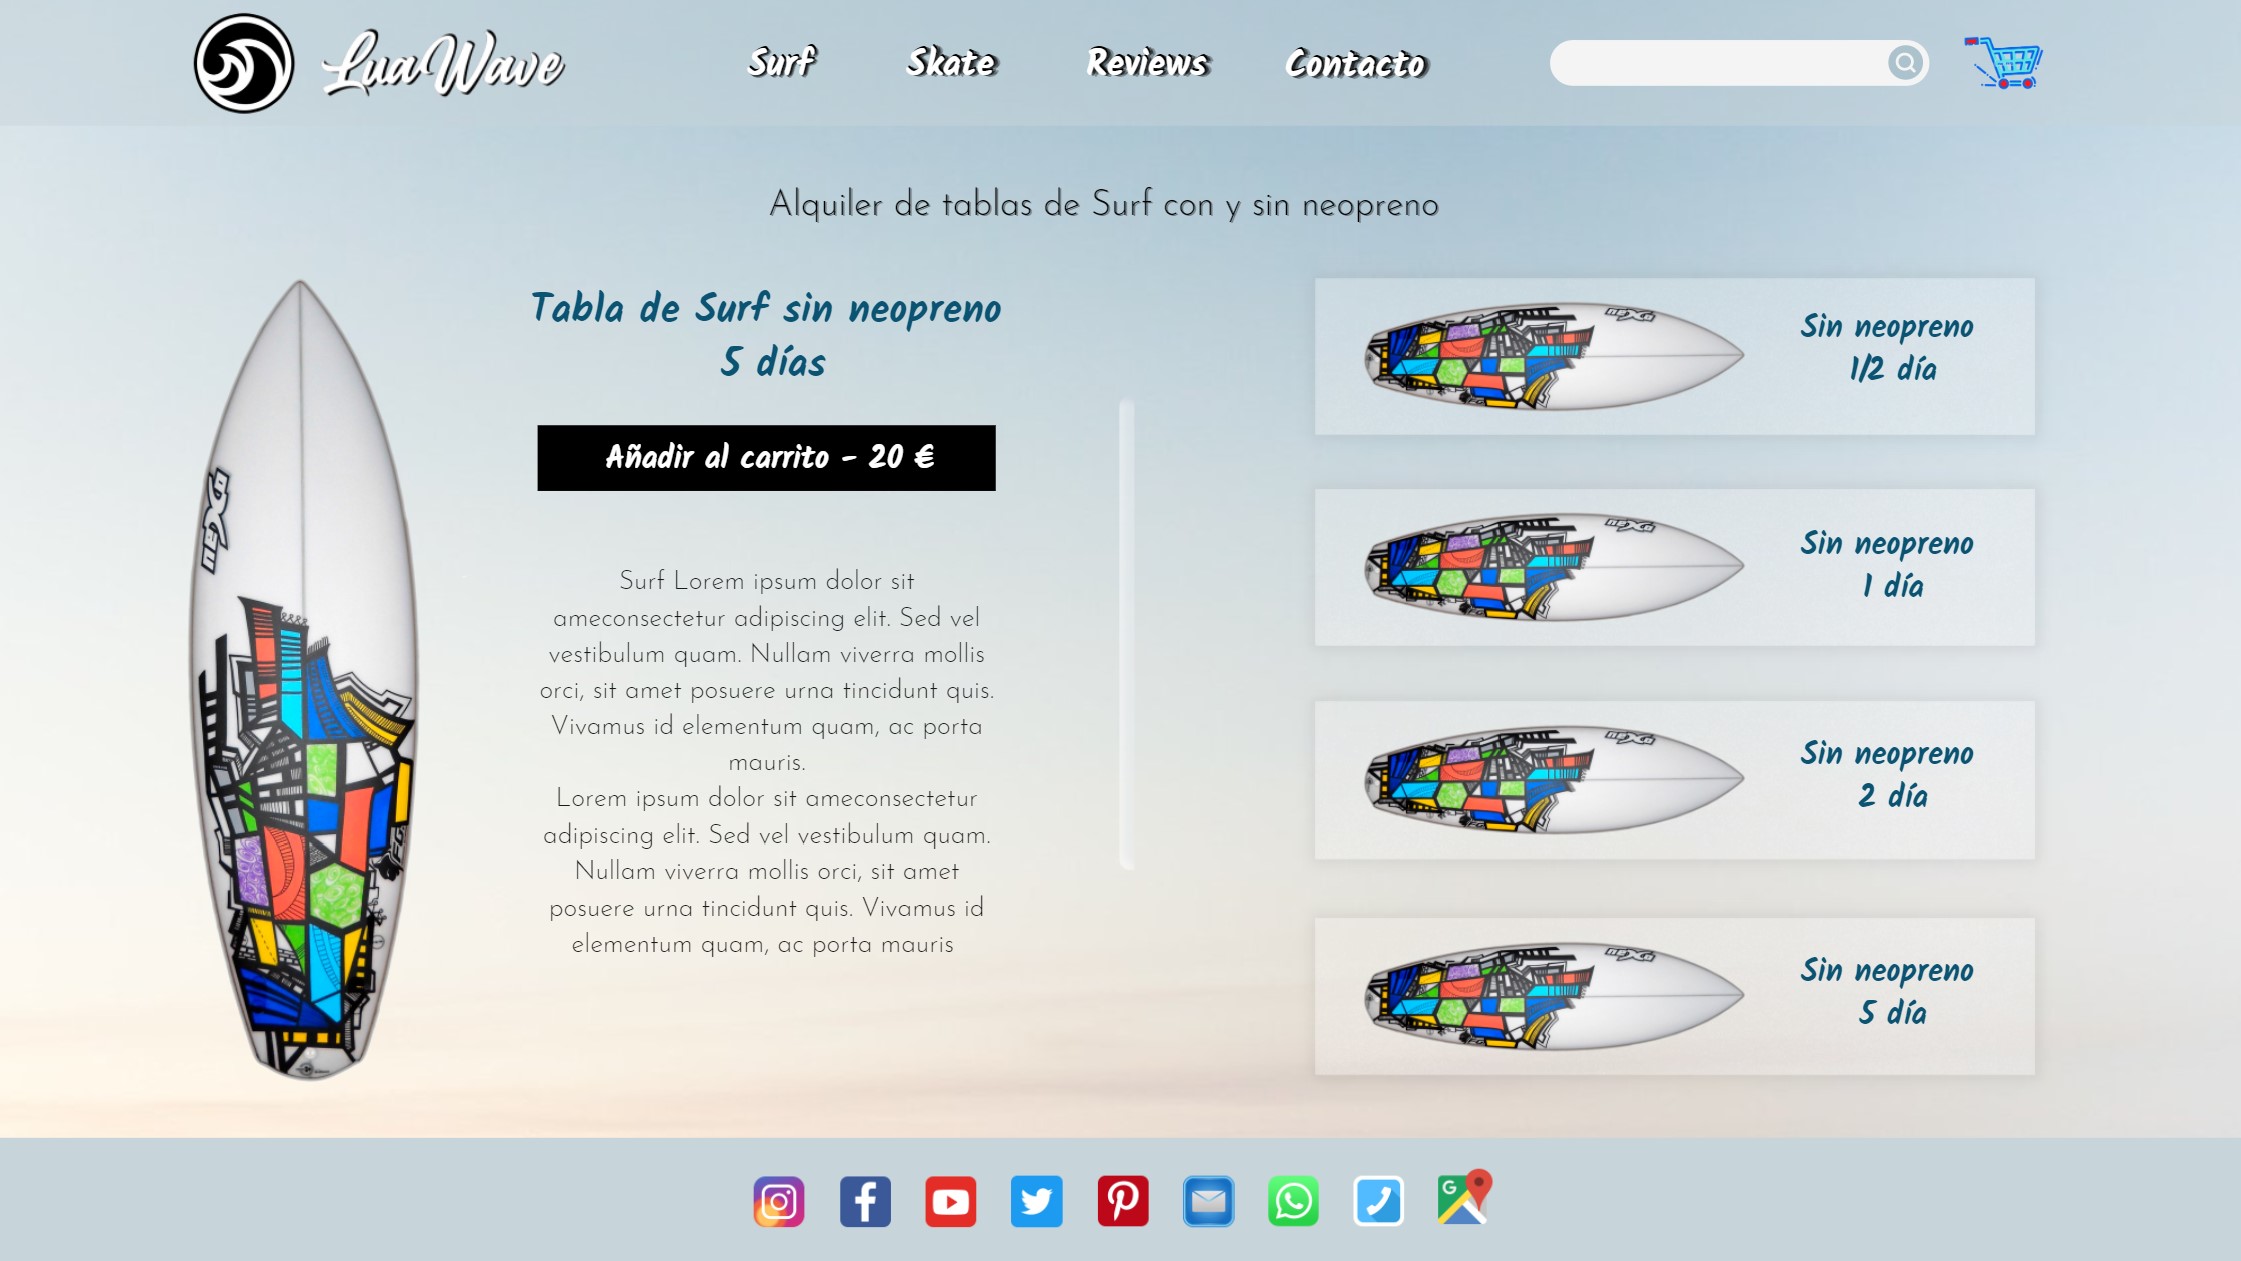 LuaWave
Surf
Skate
Reviews
Contacto
Alquiler de tablas de Surf con y sin neopreno
Tabla de Surf sin neopreno
5 días
Añadir al carrito - 20 €
Surf Lorem ipsum dolor sit
ameconsectetur adipiscing elit. Sed vel
vestibulum quam. Nullam viverra mollis
orci, sit amet posuere urna tincidunt quis.
Vivamus id elementum quam, ac porta
mauris.
Lorem ipsum dolor sit ameconsectetur
adipiscing elit. Sed vel vestibulum quam.
Nullam viverra mollis orci, sit amet
posuere urna tincidunt quis. Vivamus id
elementum quam, ac porta mauris
Sin neopreno
1/2 día
Sin neopreno
1 día
Sin neopreno
2 día
Sin neopreno
5 día